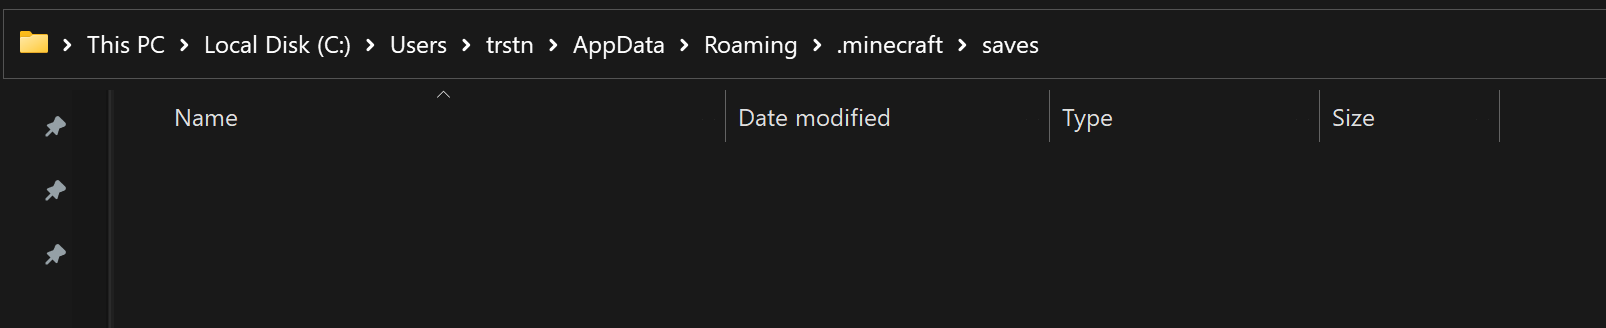 This PC > Local Disk (C:) > Users > trstn > AppData > Roaming > .minecraft > saves
Name Date modified Type Size